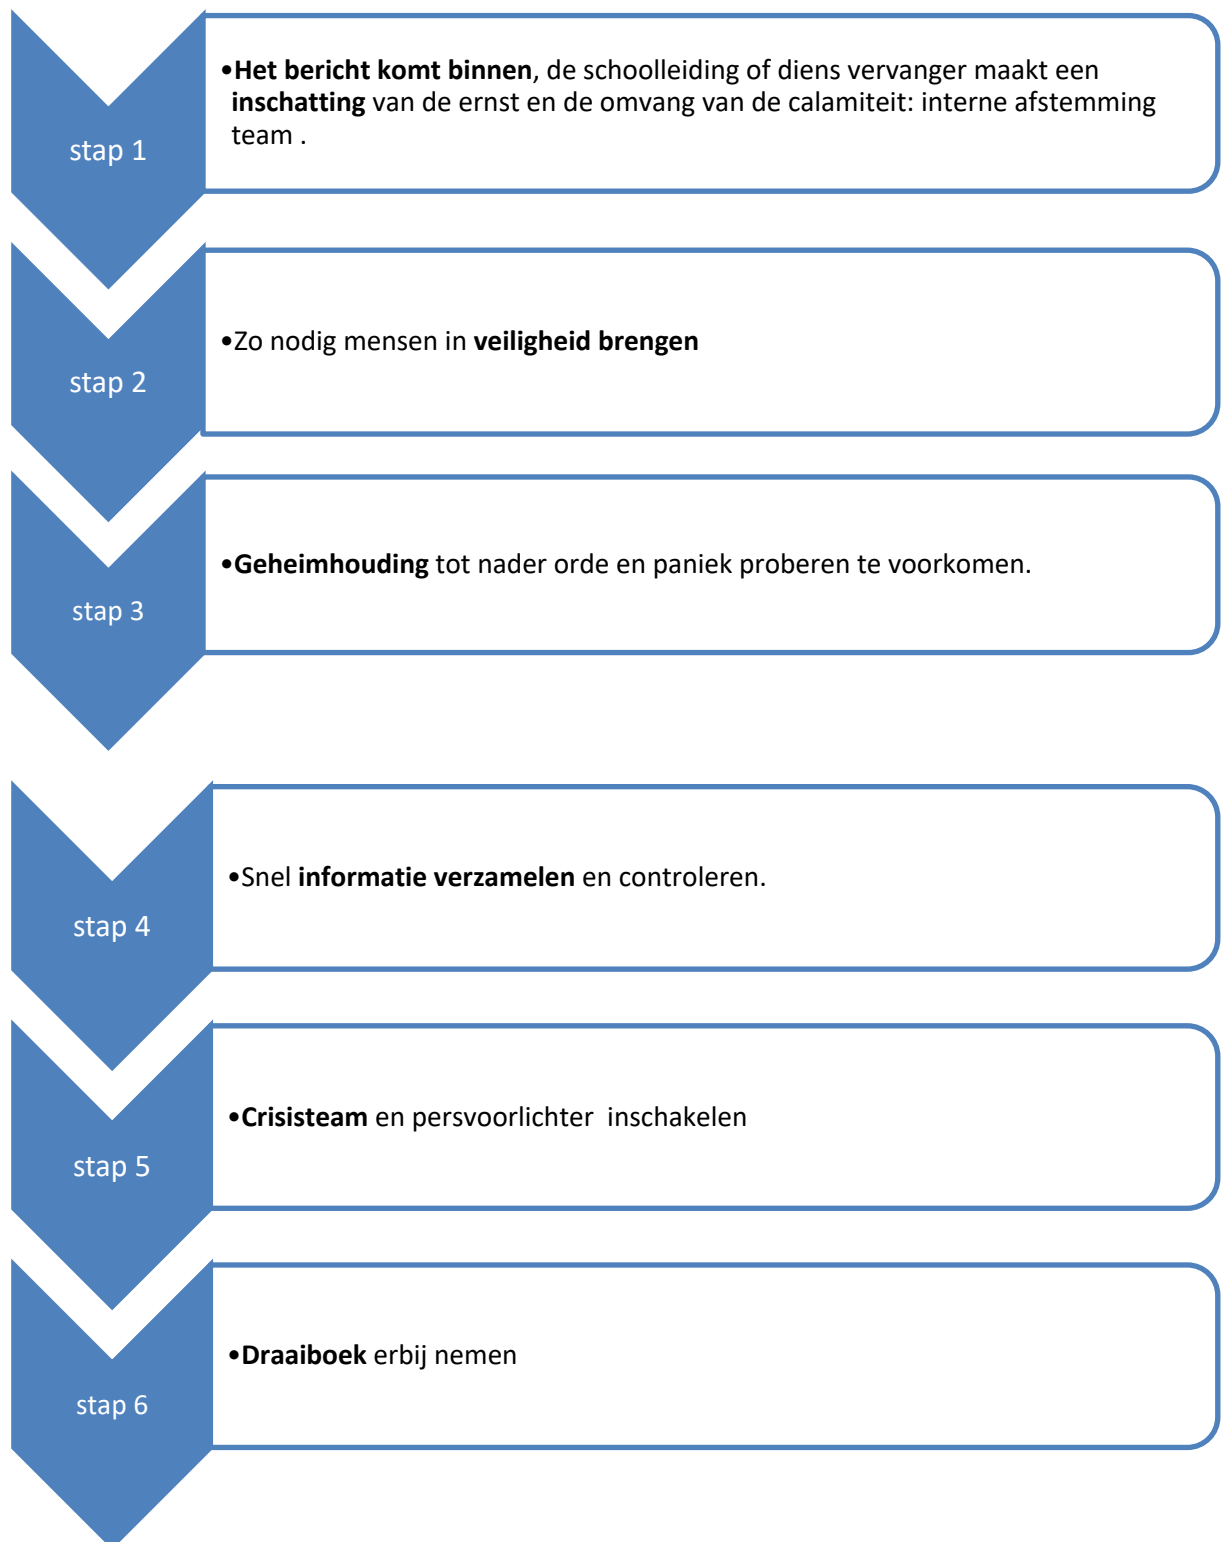 stap 1
•Het bericht komt binnen, de schoolleiding of diens vervanger maakt een
inschatting van de ernst en de omvang van de calamiteit: interne afstemming
team .
stap 2
•Zo nodig mensen in veiligheid brengen
stap 3
•Geheimhouding tot nader orde en paniek proberen te voorkomen.
stap 4
•Snel informatie verzamelen en controleren.
stap 5
•Crisisteam en persvoorlichter  inschakelen
stap 6
•Draaiboek erbij nemen